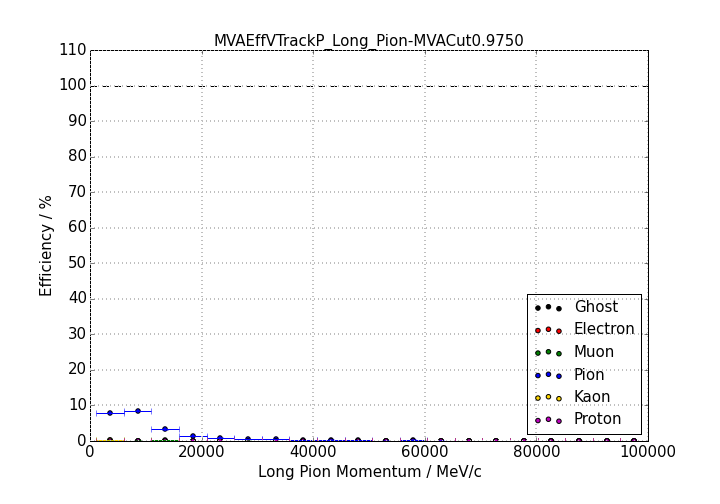 MVAEffVTrackP_Long_Pion-MVACut0.9750
110
100
90
80
70
60
50
40
30
20
10
0
Efficiency / %
Ghost
Electron
Muon
Pion
Kaon
Proton
0 20000 40000 60000 80000 100000
Long Pion Momentum / MeV/c